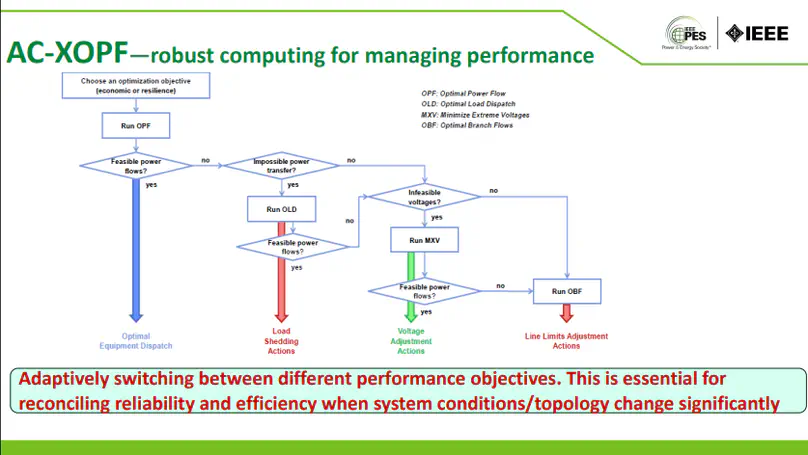 AC-XOPF—robust computing for managing performance
IEEE
PES
Power & Energy Society®
IEEE
Choose an optimization objective
(economic or resilience)
OPF: Optimal Power Flow
OLD: Optimal Load Dispatch
MXV: Minimize Extreme Voltages
OBF: Optimal Branch Flows
Run OPF
Feasible power
flows?
no
Impossible power
transfer?
no
yes
yes
Infeasible
voltages?
no
Run OLD
no
yes
Feasible power
flows?
Run MXV
yes
Feasible power
flows?
no
Run OBF
yes
Optimal
Equipment Dispatch
Load
Shedding
Actions
Voltage
Adjustment
Actions
Line Limits Adjustment
Actions
Adaptively switching between different performance objectives. This is essential for
reconciling reliability and efficiency when system conditions/topology change significantly